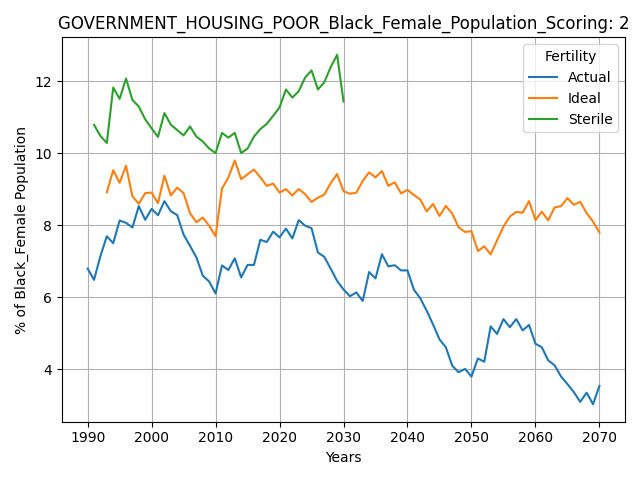 GOVERNMENT_HOUSING_POOR_Black_Female_Population_Scoring: 2
Fertility
Actual
Ideal
Sterile
% of Black_Female Population
12
10
8
6
4
1990 2000 2010 2020 2030 2040 2050 2060 2070
Years